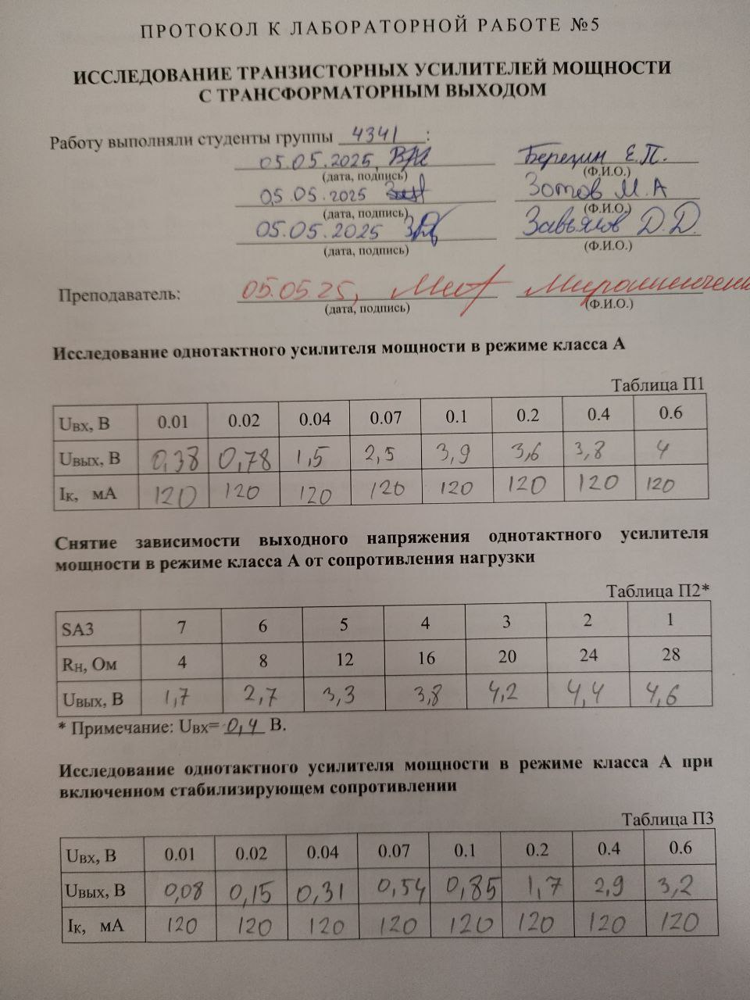 ПРОТОКОЛ К ЛАБОРАТОРНОЙ РАБОТЕ №5
ИССЛЕДОВАНИЕ ТРАНЗИСТОРНЫХ УСИЛИТЕЛЕЙ МОЩНОСТИ
С ТРАНСФОРМАТОРНЫМ ВЫХОДОМ
Работу выполняли студенты группы 4341:
05.05.2025, Березин Е.П.
(дата, подпись) (Ф.И.О.)
05.05.2025 Зотов М.А
(дата, подпись) (Ф.И.О.)
05.05.2025 Завьялов Д.Д.
(дата, подпись) (Ф.И.О.)
Преподаватель: 05.05.25,
(дата, подпись) (Ф.И.О.)
Исследование однотактного усилителя мощности в режиме класса А
Таблица П1
Uвх, В 0.01 0.02 0.04 0.07 0.1 0.2 0.4 0.6
Uвых, В 0,38 0,78 1,5 2,5 3,9 3,6 3,8 4
Iк, мА 120 120 120 120 120 120 120 120
Снятие зависимости выходного напряжения однотактного усилителя
мощности в режиме класса А от сопротивления нагрузки
Таблица П2*
SA3 7 6 5 4 3 2 1
Rн, Ом 4 8 12 16 20 24 28
Uвых, В 1,7 2,7 3,3 3,8 4,2 4,4 4,6
* Примечание: Uвх= 0,4 В.
Исследование однотактного усилителя мощности в режиме класса А при
включенном стабилизирующем сопротивлении
Таблица П3
Uвх, В 0.01 0.02 0.04 0.07 0.1 0.2 0.4 0.6
Uвых, В 0,08 0,15 0,31 0,54 0,85 1,7 2,9 3,2
Iк, мА 120 120 120 120 120 120 120 120